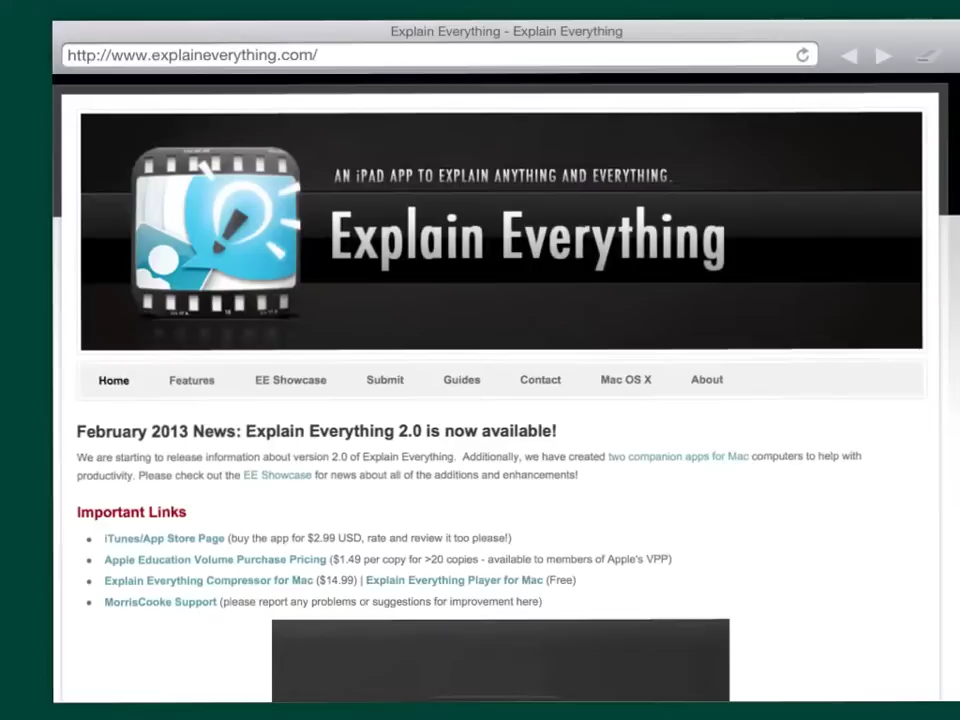 Explain Everything - Explain Everything
http://www.explaineverything.com/
AN iPAD APP TO EXPLAIN ANYTHING AND EVERYTHING.
Explain Everything
Home Features EE Showcase Submit Guides Contact Mac OS X About
February 2013 News: Explain Everything 2.0 is now available!
We are starting to release information about version 2.0 of Explain Everything. Additionally, we have created two companion apps for Mac computers to help with
productivity. Please check out the EE Showcase for news about all of the additions and enhancements!
Important Links
iTunes/App Store Page (buy the app for $2.99 USD, rate and review it too please!)
Apple Education Volume Purchase Pricing ($1.49 per copy for >20 copies - available to members of Apple's VPP)
Explain Everything Compressor for Mac ($14.99) | Explain Everything Player for Mac (Free)
MorrisCooke Support (please report any problems or suggestions for improvement here)